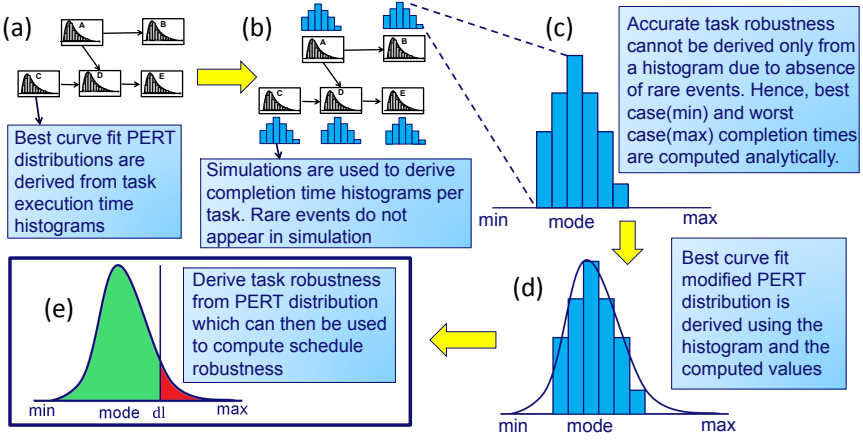 (a)
A
B
C
D
E
Best curve fit PERT
distributions are
derived from task
execution time
histograms
(b)
A
B
C
D
E
Simulations are used to derive
completion time histograms per
task. Rare events do not
appear in simulation
(c)
min
mode
max
Accurate task robustness
cannot be derived only from
a histogram due to absence
of rare events. Hence, best
case(min) and worst
case(max) completion times
are computed analytically.
(d)
min
mode
max
Best curve fit
modified PERT
distribution is
derived using the
histogram and the
computed values
(e)
min
mode
dl
max
Derive task robustness
from PERT distribution
which can then be used
to compute schedule
robustness